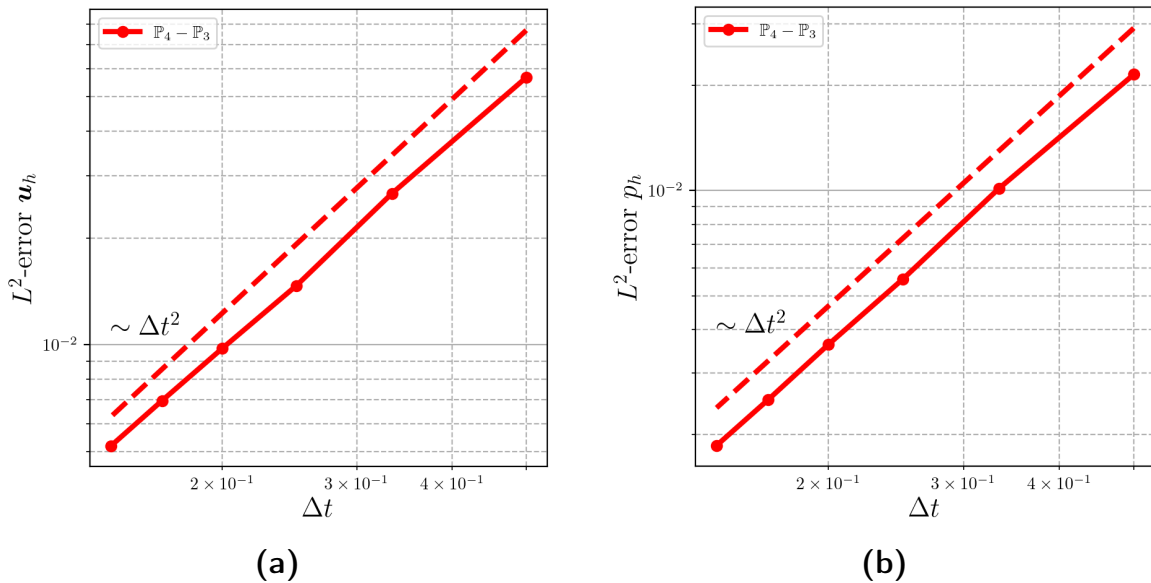 ℙ₄ − ℙ₃
L²-error 𝒖ₕ
∼ Δt²
10⁻²
2 × 10⁻¹
3 × 10⁻¹
4 × 10⁻¹
Δt
(a)
ℙ₄ − ℙ₃
L²-error pₕ
10⁻²
∼ Δt²
2 × 10⁻¹
3 × 10⁻¹
4 × 10⁻¹
Δt
(b)